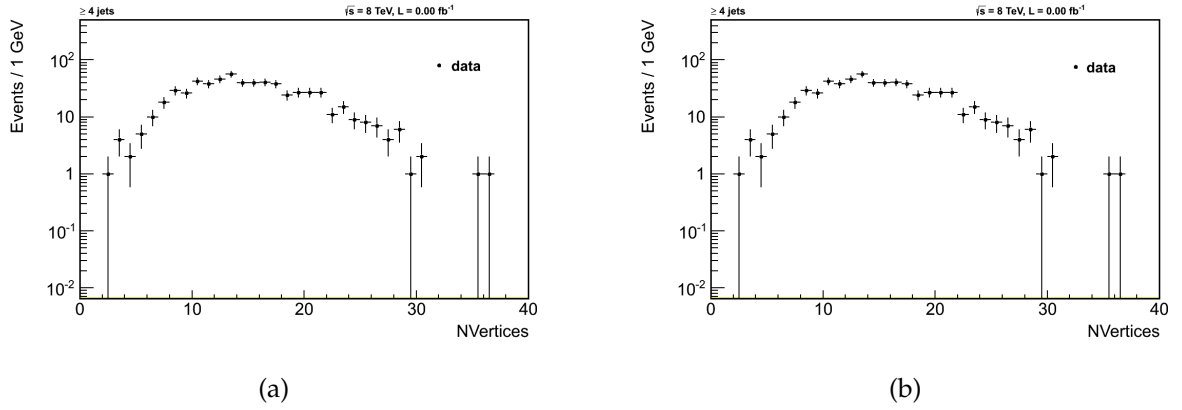 ≥ 4 jets √s = 8 TeV, L = 0.00 fb⁻¹
Events / 1 GeV
10²
10
1
10⁻¹
10⁻²
data
0 10 20 30 40
NVertices
(a)
≥ 4 jets √s = 8 TeV, L = 0.00 fb⁻¹
Events / 1 GeV
10²
10
1
10⁻¹
10⁻²
data
0 10 20 30 40
NVertices
(b)